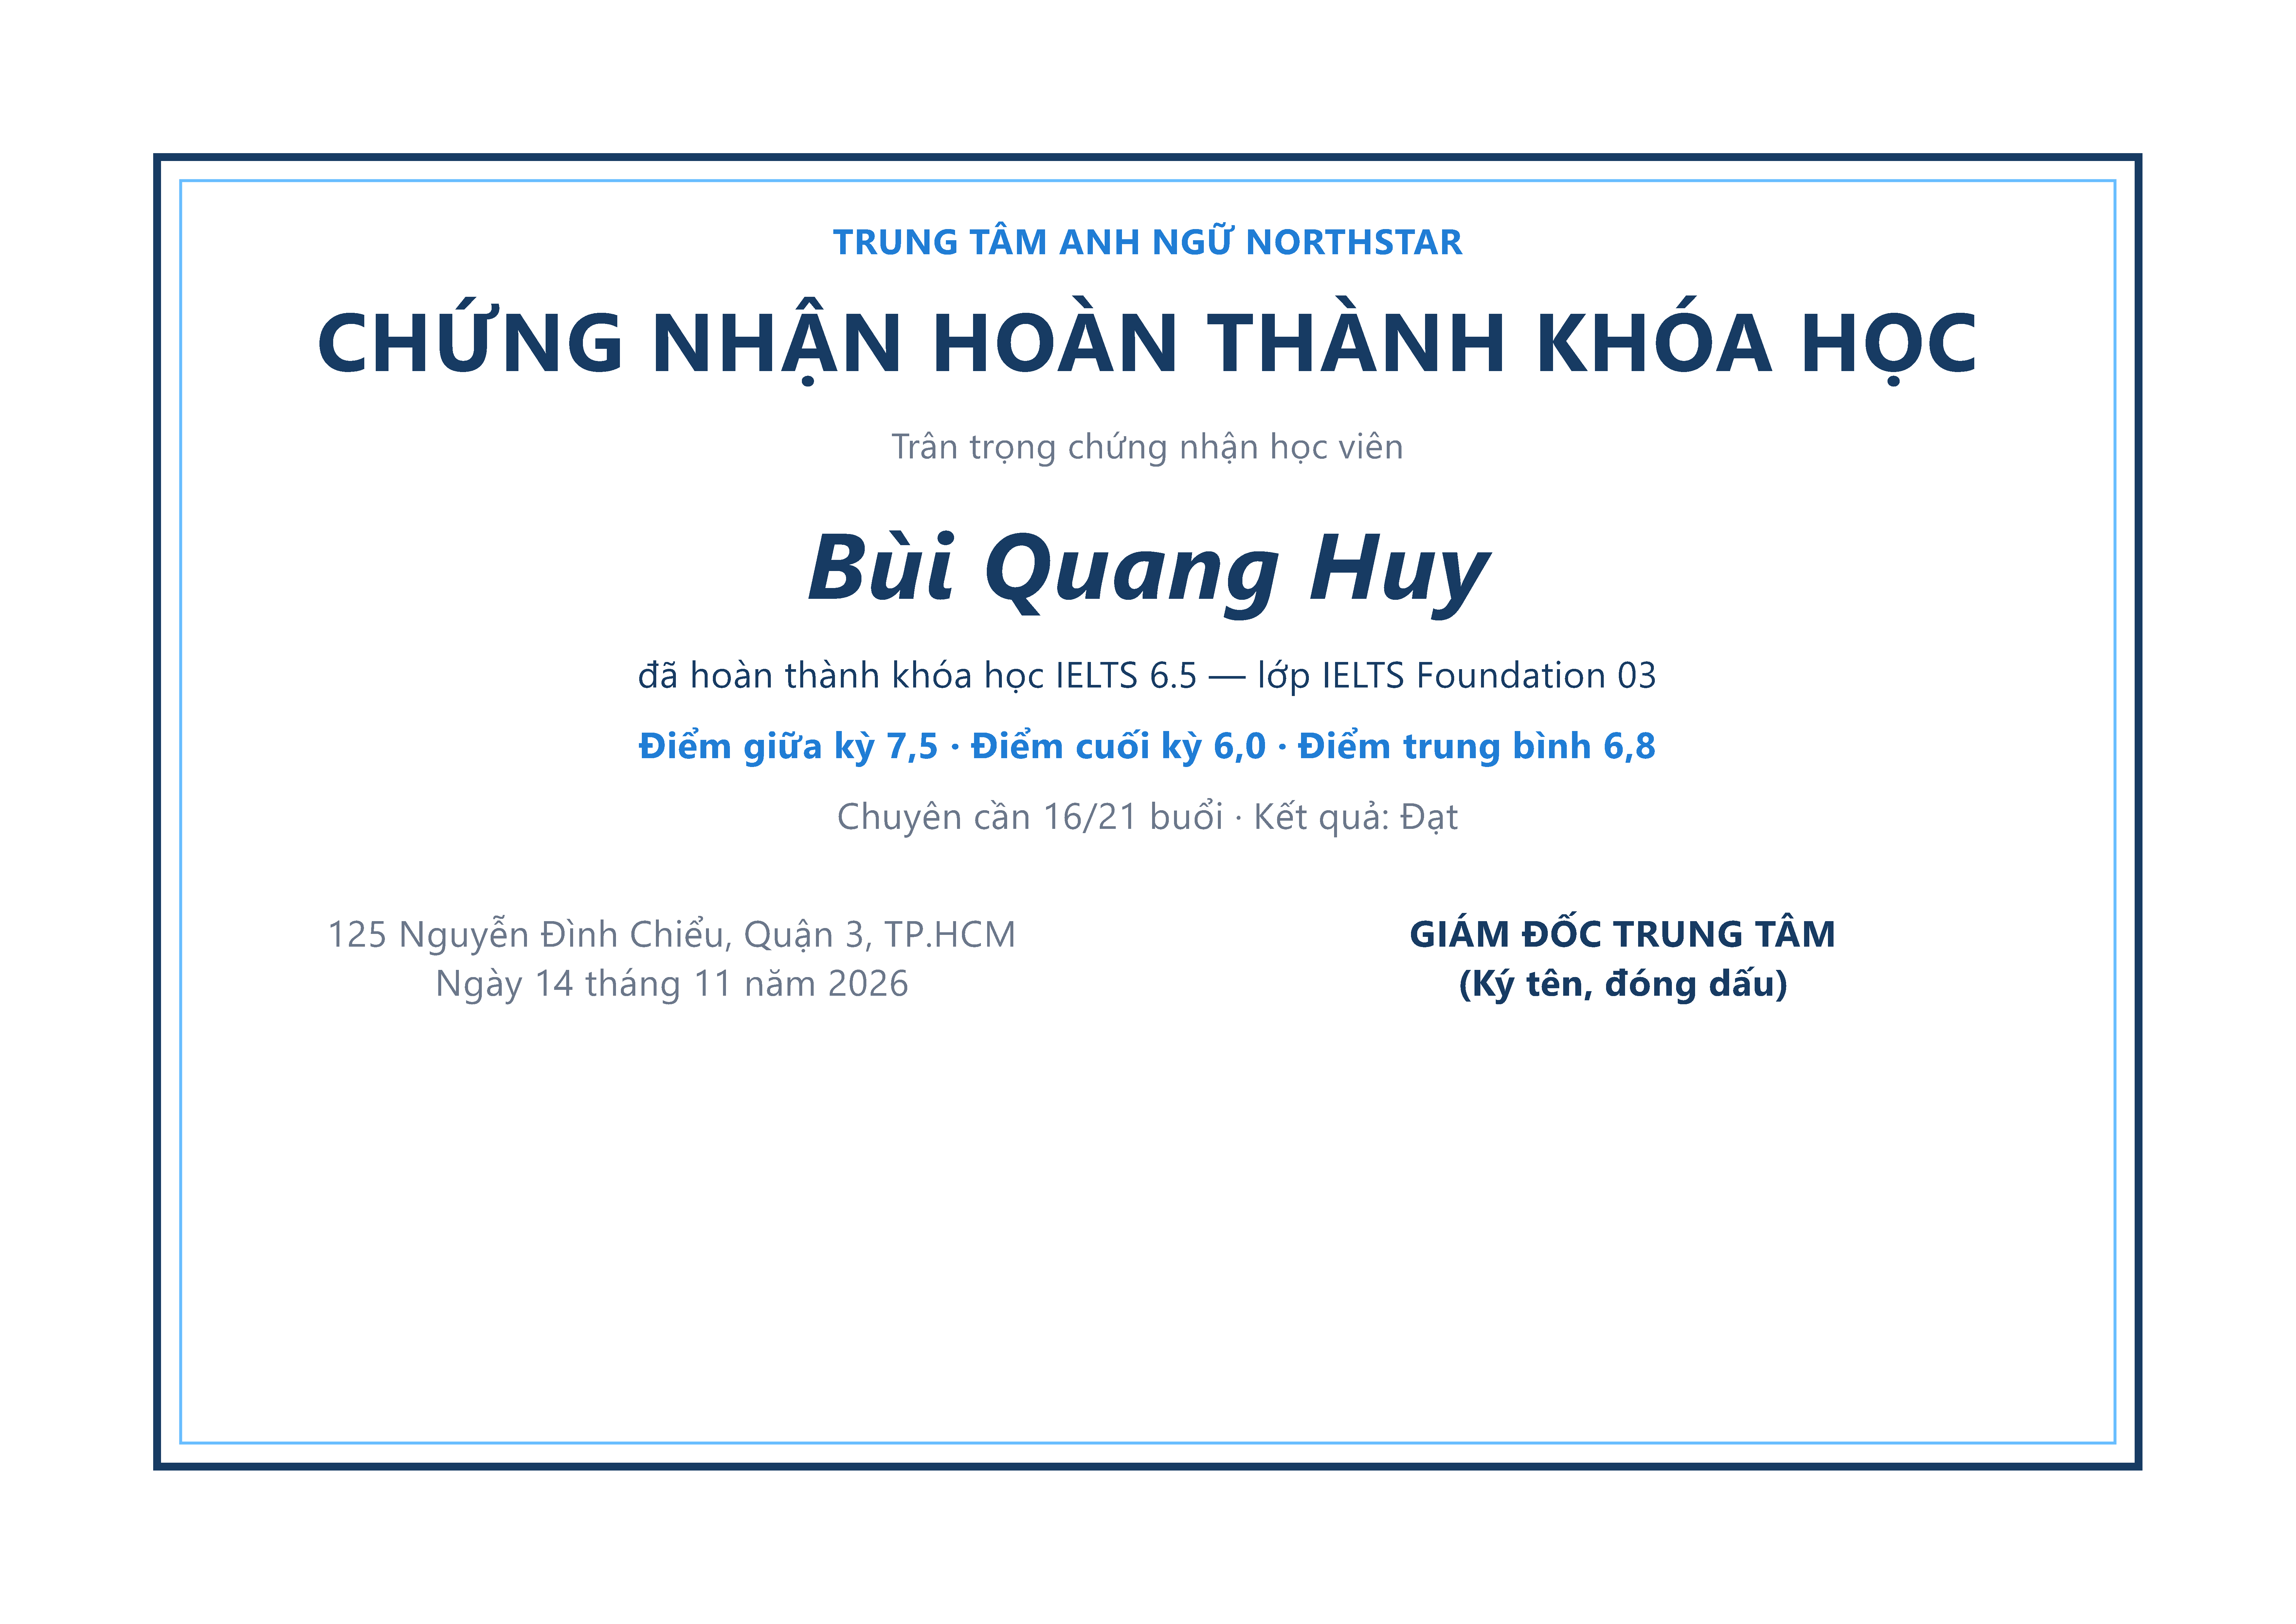 TRUNG TÂM ANH NGỮ NORTHSTAR
CHỨNG NHẬN HOÀN THÀNH KHÓA HỌC
Trân trọng chứng nhận học viên
Bùi Quang Huy
đã hoàn thành khóa học IELTS 6.5 — lớp IELTS Foundation 03
Điểm giữa kỳ 7,5 · Điểm cuối kỳ 6,0 · Điểm trung bình 6,8
Chuyên cần 16/21 buổi · Kết quả: Đạt
125 Nguyễn Đình Chiểu, Quận 3, TP.HCM
Ngày 14 tháng 11 năm 2026
GIÁM ĐỐC TRUNG TÂM
(Ký tên, đóng dấu)